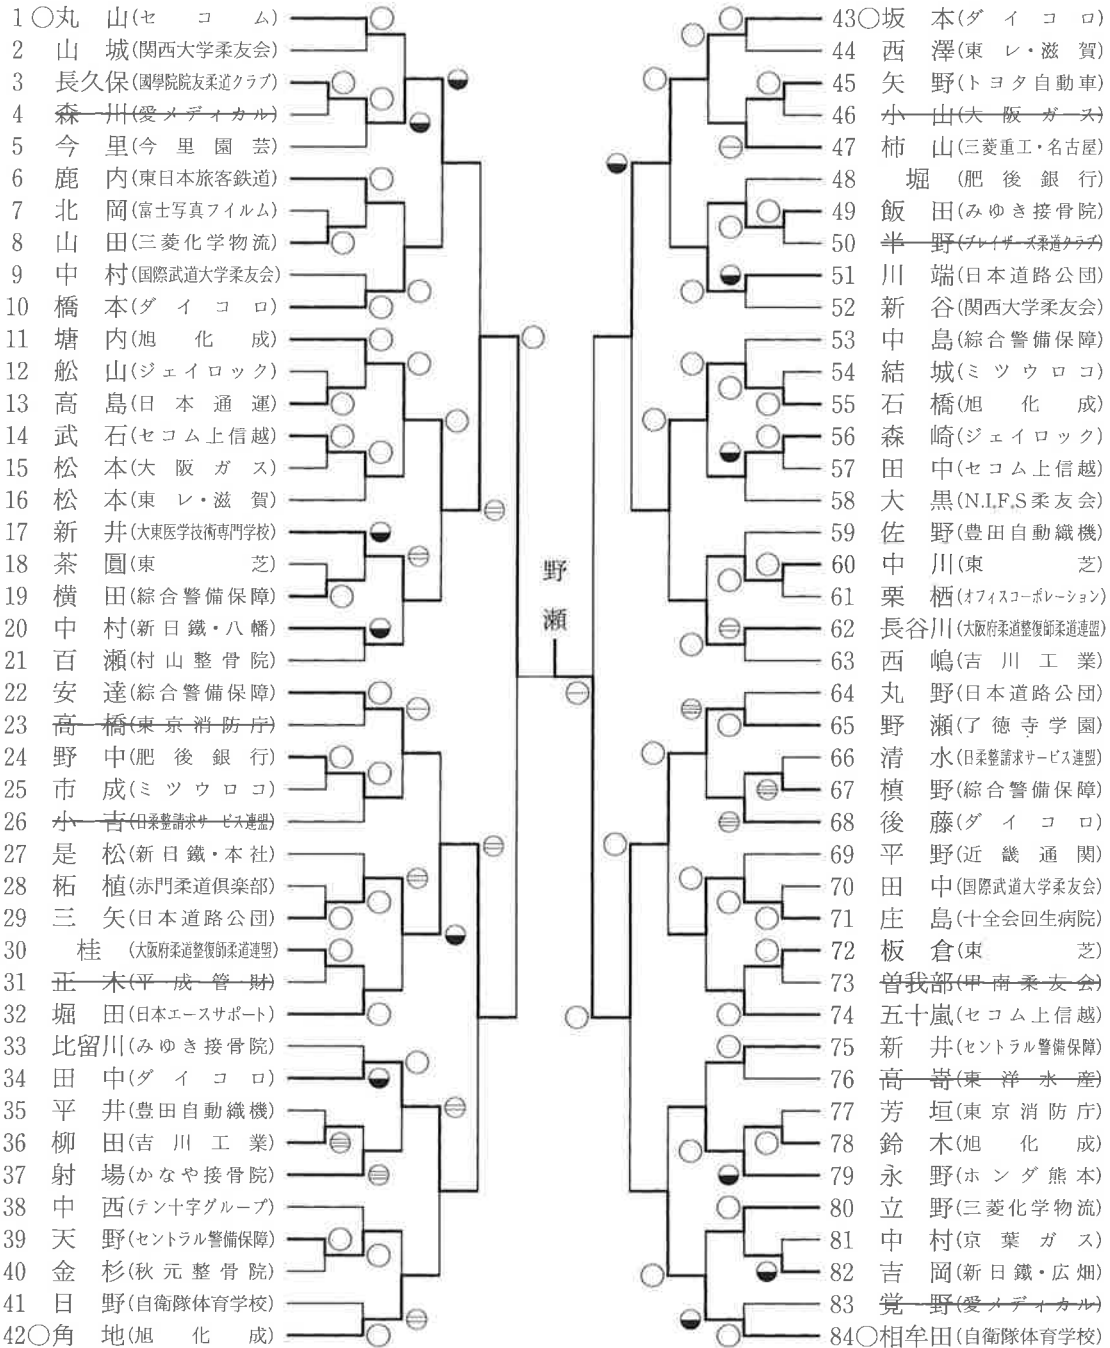 1 ○丸山(セコム)
2 山城(関西大学柔友会)
3 長久保(國學院院友柔道クラブ)
4 森川(愛メディカル)
5 今里(今里園芸)
6 鹿内(東日本旅客鉄道)
7 北岡(富士写真フイルム)
8 山田(三菱化学物流)
9 中村(国際武道大学柔友会)
10 橋本(ダイコロ)
11 塘内(旭化成)
12 舩山(ジェイロック)
13 高島(日本通運)
14 武石(セコム上信越)
15 松本(大阪ガス)
16 松本(東レ・滋賀)
17 新井(大東医学技術専門学校)
18 茶圓(東芝)
19 横田(綜合警備保障)
20 中村(新日鐵・八幡)
21 百瀬(村山整骨院)
22 安達(綜合警備保障)
23 高橋(東京消防庁)
24 野中(肥後銀行)
25 市成(ミツウロコ)
26 小吉(日柔整請求サービス連盟)
27 是松(新日鐵・本社)
28 柘植(赤門柔道倶楽部)
29 三矢(日本道路公団)
30 桂(大阪府柔道整復師柔道連盟)
31 正木(平成管財)
32 堀田(日本エースサポート)
33 比留川(みゆき接骨院)
34 田中(ダイコロ)
35 平井(豊田自動織機)
36 柳田(吉川工業)
37 射場(かなや接骨院)
38 中西(テン十字グループ)
39 天野(セントラル警備保障)
40 金杉(秋元整骨院)
41 日野(自衛隊体育学校)
42○角地(旭化成)
野瀬
43○坂本(ダイコロ)
44 西澤(東レ・滋賀)
45 矢野(トヨタ自動車)
46 小山(大阪ガス)
47 柿山(三菱重工・名古屋)
48 堀(肥後銀行)
49 飯田(みゆき接骨院)
50 半野(ブレイザーズ柔道クラブ)
51 川端(日本道路公団)
52 新谷(関西大学柔友会)
53 中島(綜合警備保障)
54 結城(ミツウロコ)
55 石橋(旭化成)
56 森崎(ジェイロック)
57 田中(セコム上信越)
58 大黒(N.I.F.S柔友会)
59 佐野(豊田自動織機)
60 中川(東芝)
61 栗栖(オフィスコーポレーション)
62 長谷川(大阪府柔道整復師柔道連盟)
63 西嶋(吉川工業)
64 丸野(日本道路公団)
65 野瀬(了徳寺学園)
66 清水(日柔整請求サービス連盟)
67 槙野(綜合警備保障)
68 後藤(ダイコロ)
69 平野(近畿通関)
70 田中(国際武道大学柔友会)
71 庄島(十全会回生病院)
72 板倉(東芝)
73 曽我部(甲南柔友会)
74 五十嵐(セコム上信越)
75 新井(セントラル警備保障)
76 高嵜(東洋水産)
77 芳垣(東京消防庁)
78 鈴木(旭化成)
79 永野(ホンダ熊本)
80 立野(三菱化学物流)
81 中村(京葉ガス)
82 吉岡(新日鐵・広畑)
83 覚野(愛メディカル)
84○相牟田(自衛隊体育学校)